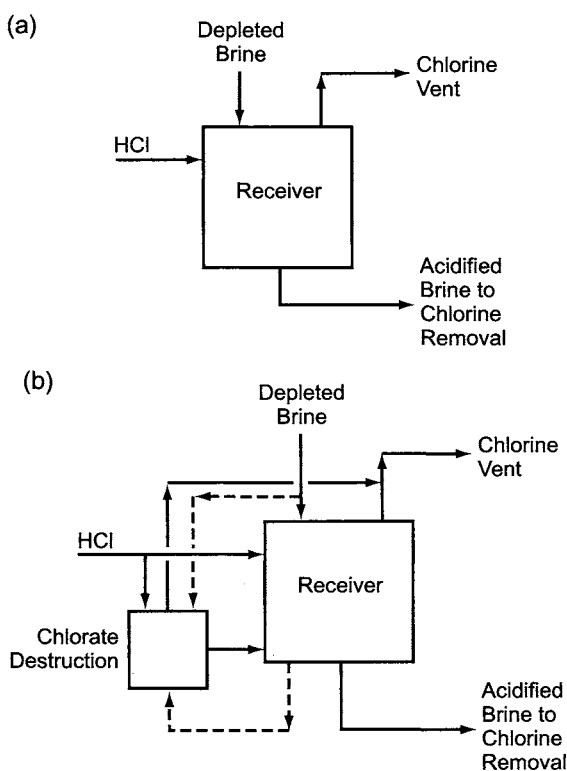 (a)
Depleted
Brine
Chlorine
Vent
HCl
Receiver
Acidified
Brine to
Chlorine
Removal
(b)
Depleted
Brine
Chlorine
Vent
HCl
Receiver
Chlorate
Destruction
Acidified
Brine to
Chlorine
Removal